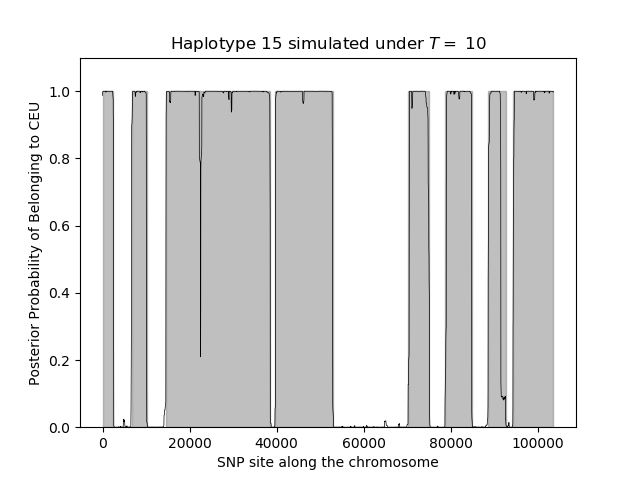 Haplotype 15 simulated under T = 10
Posterior Probability of Belonging to CEU
1.0
0.8
0.6
0.4
0.2
0.0
0 20000 40000 60000 80000 100000
SNP site along the chromosome